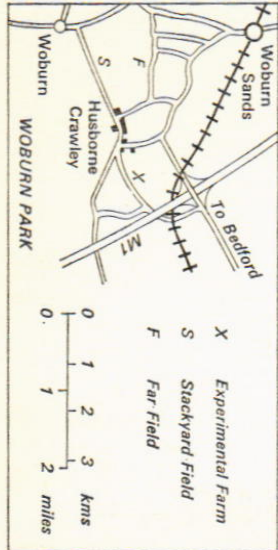 Woburn
Sands
To Bedford
F
S
X
Husborne
Crawley
M1
Woburn
WOBURN PARK
X Experimental Farm
S Stackyard Field
F Far Field
0 1 2 3 kms
0. 1 2 miles